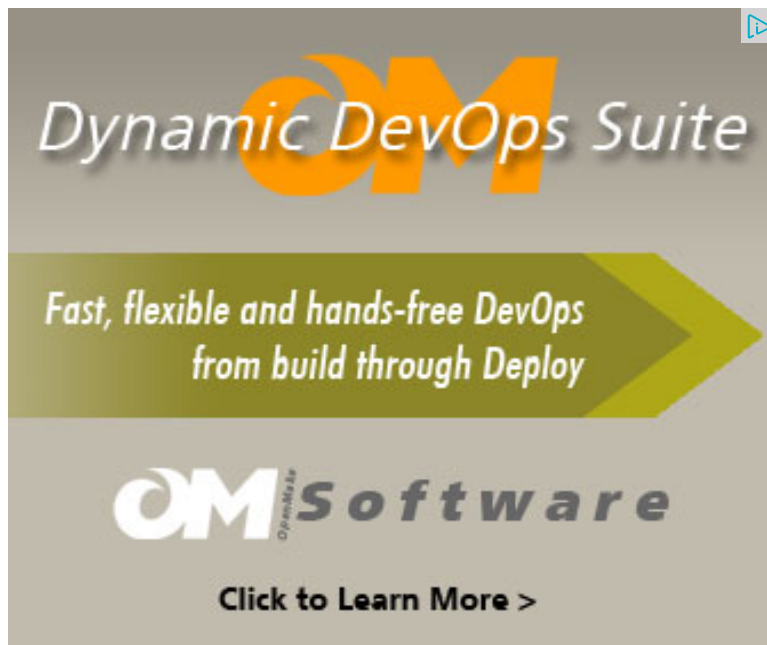 OM
Dynamic DevOps Suite
Fast, flexible and hands-free DevOps
from build through Deploy
OM OpenMake Software
Click to Learn More >